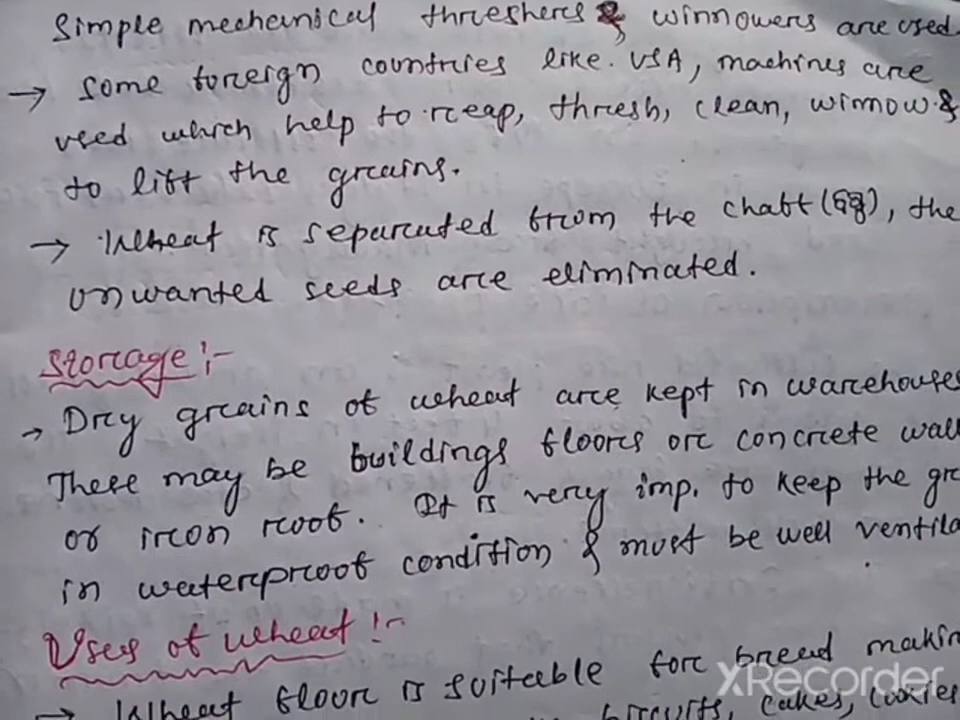 Simple mechanical threshers & winnowers are used.
→ Some foreign countries like USA, machines are
used which help to reap, thresh, clean, winnow &
to lift the grains.
→ Wheat is separated from the chaff (ଚଷୁ), the
unwanted seeds are eliminated.
Storage :-
→ Dry grains of wheat are kept in warehouses
These may be buildings floors or concrete wall
or iron roof. It is very imp. to keep the gr
in waterproof condition & must be well ventila
Uses of wheat :-
→ Wheat floor is suitable for bread makin
biscuits, cakes, cookies
XRecorder